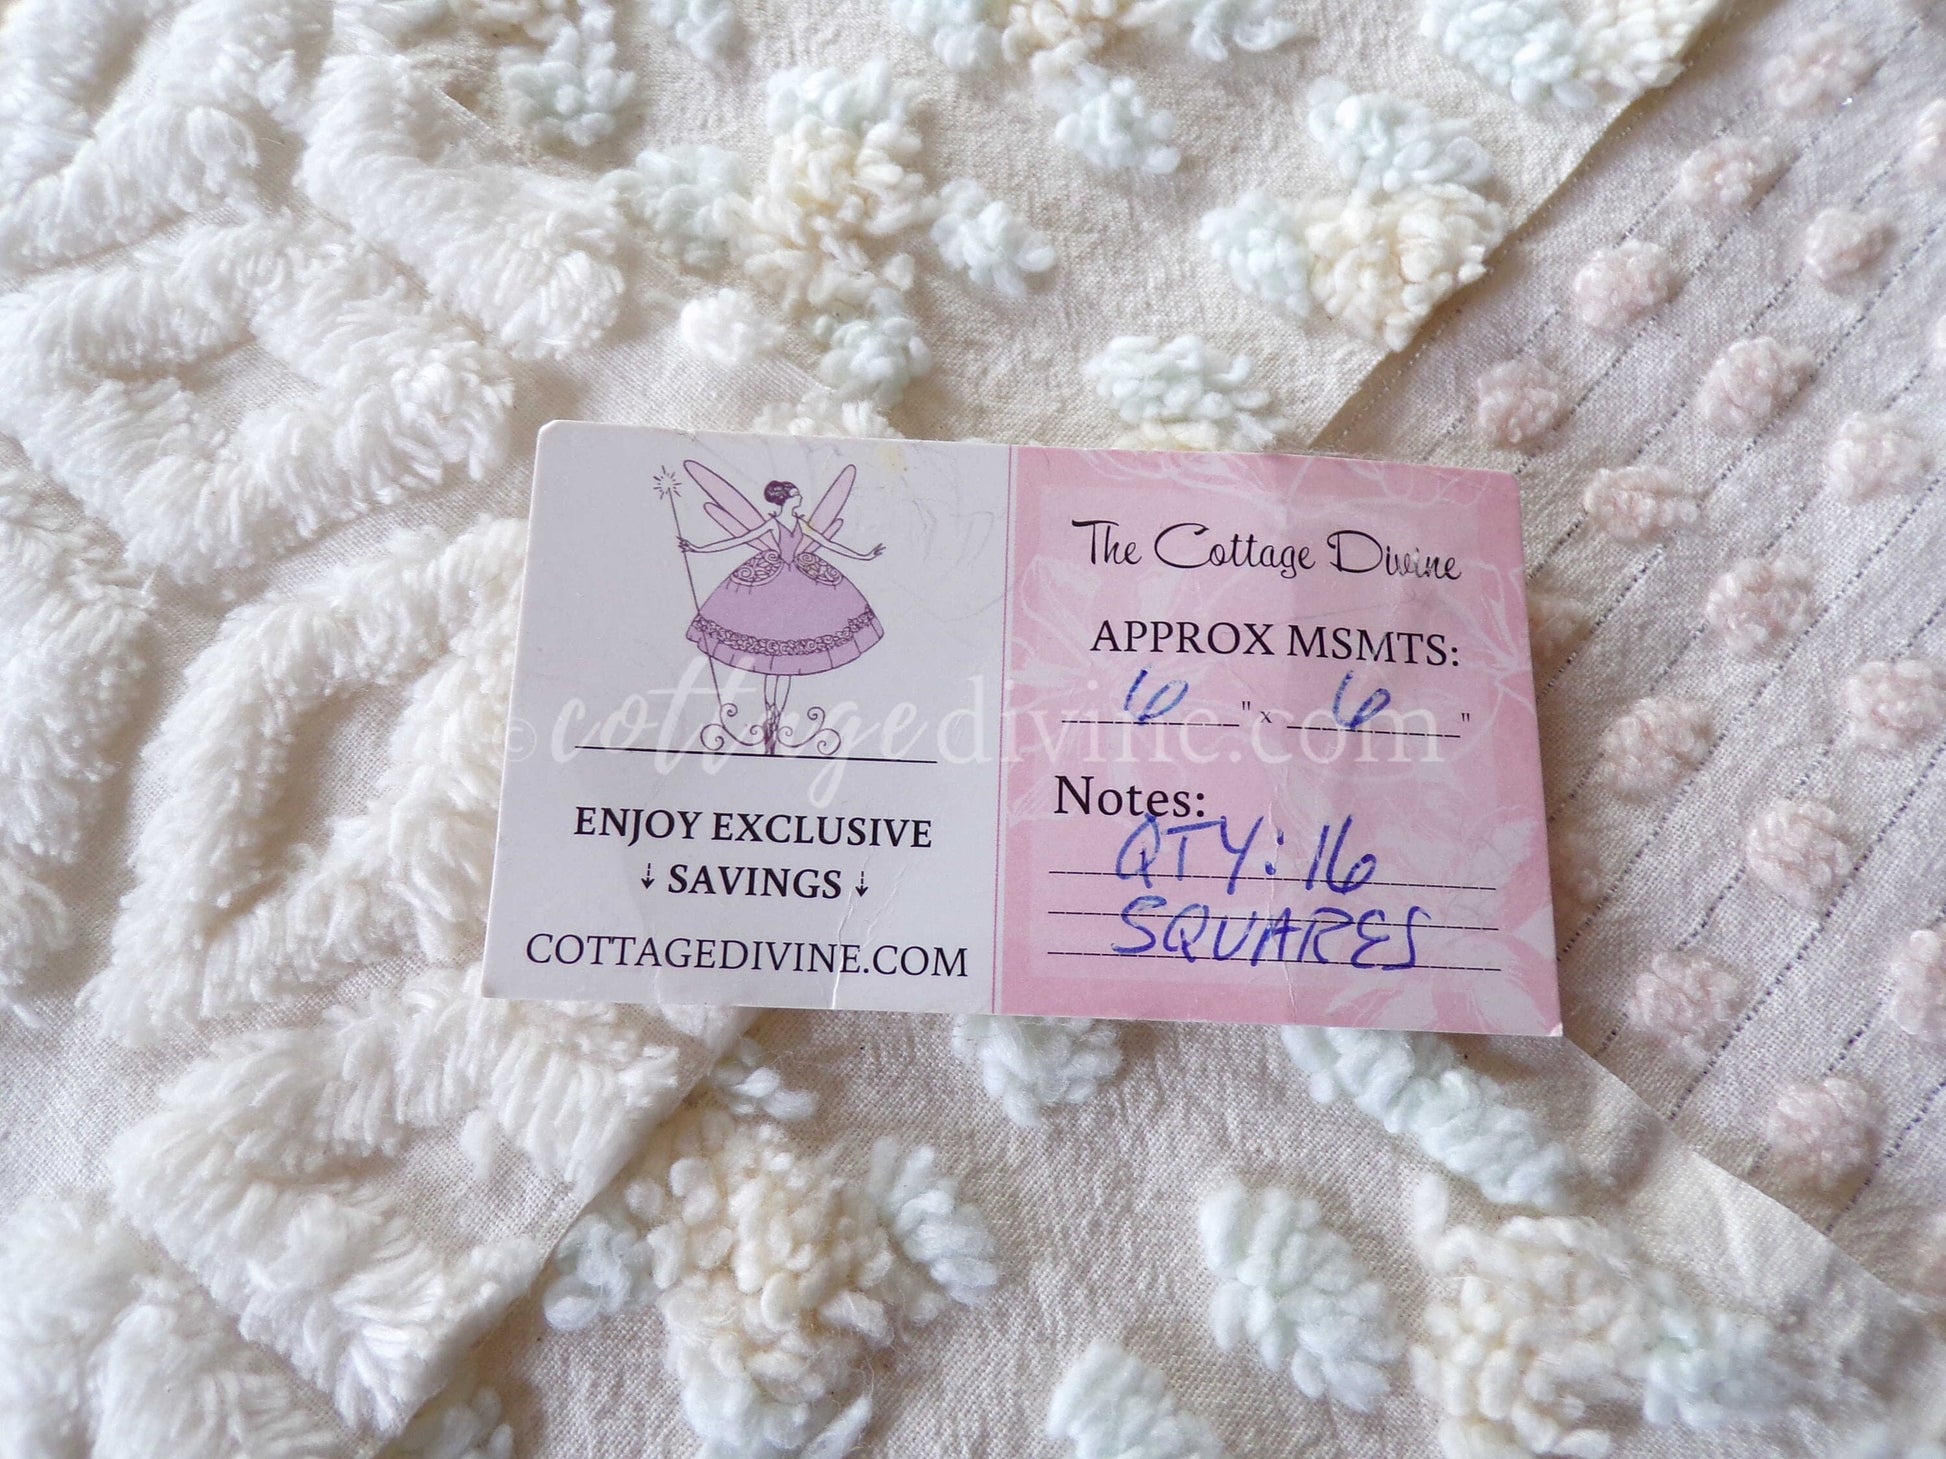 The Cottage Divine
APPROX MSMTS:
6 " x 6 "
Notes:
QTY: 16
SQUARES
ENJOY EXCLUSIVE
↓ SAVINGS ↓
COTTAGEDIVINE.COM
© cottagedivine.com